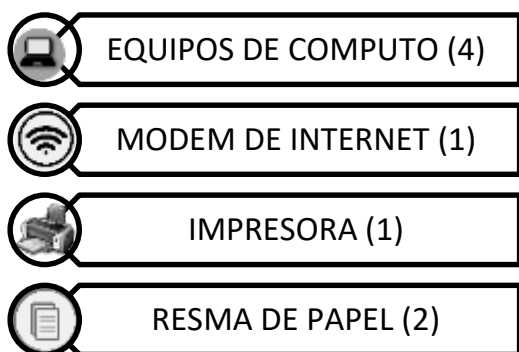 EQUIPOS DE COMPUTO (4)
MODEM DE INTERNET (1)
IMPRESORA (1)
RESMA DE PAPEL (2)